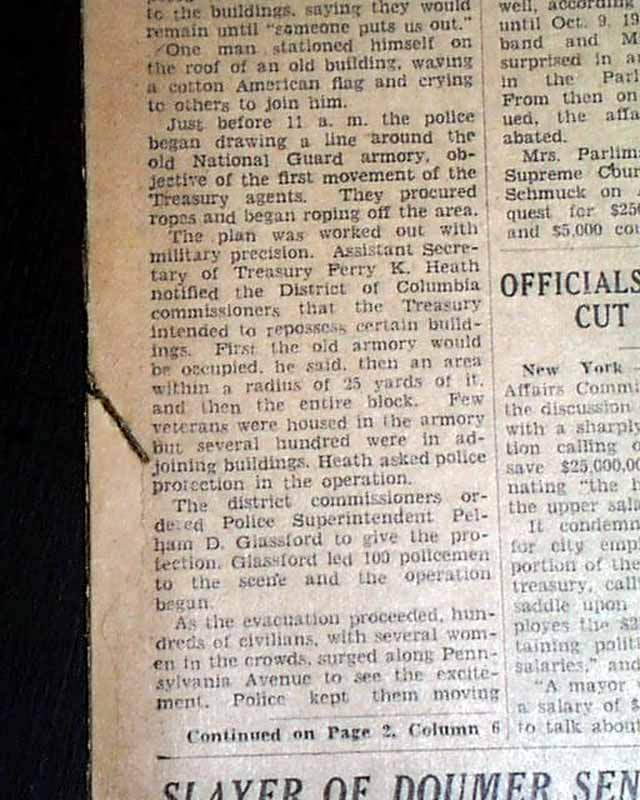 to the buildings, saying they would
remain until "someone puts us out."
One man stationed himself on
the roof of an old building, waving
a cotton American flag and crying
to others to join him.
Just before 11 a. m. the police
began drawing a line around the
old National Guard armory, ob-
jective of the first movement of the
Treasury agents. They procured
ropes and began roping off the area.
The plan was worked out with
military precision. Assistant Secre-
tary of Treasury Ferry K. Heath
notified the District of Columbia
commissioners that the Treasury
intended to repossess certain build-
ings. First the old armory would
be occupied, he said, then an area
within a radius of 25 yards of it,
and then the entire block. Few
veterans were housed in the armory
but several hundred were in ad-
joining buildings. Heath asked police
protection in the operation.
The district commissioners or-
dered Police Superintendent Pel-
ham D. Glassford to give the pro-
tection. Glassford led 100 policemen
to the scene and the operation
began.
As the evacuation proceeded, hun-
dreds of civilians, with several wom-
en in the crowds, surged along Penn-
sylvania Avenue to see the excite-
ment. Police kept them moving
Continued on Page 2, Column 6
well, according
until Oct. 9, 19
band and M
surprised in a
in the Parl
From then on
ued, the affa
abated.
Mrs. Parlim
Supreme Cour
Schmuck on
quest for $250
and $5,000 cou
OFFICIALS
CUT
New York
Affairs Comm
the discussion
with a sharply
tion calling o
save $25,000,00
nating "the h
the upper sala
It condemn
for city empl
portion of the
treasury, call
saddle upon
ployes the $2
taining politi
salaries," and
"A mayor
a salary of $
to talk about
SLAYER OF DOUMER SEN